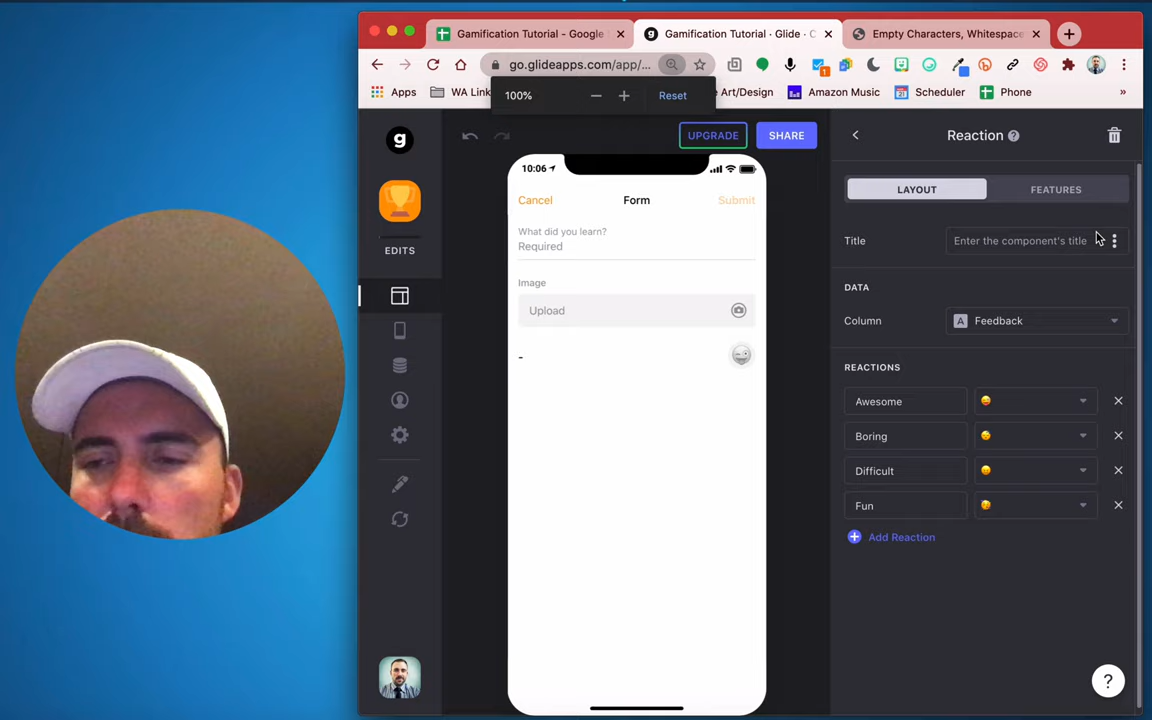 Gamification Tutorial - Google
Gamification Tutorial · Glide · C
Empty Characters, Whitespace
go.glideapps.com/app/...
Apps
WA Link
Art/Design
Amazon Music
Scheduler
Phone
»
100%
Reset
g
UPGRADE
SHARE
Reaction
EDITS
10:06
Cancel
Form
Submit
What did you learn?
Required
Image
Upload
-
LAYOUT
FEATURES
Title
Enter the component's title
DATA
Column
A
Feedback
REACTIONS
Awesome
Boring
Difficult
Fun
Add Reaction
?